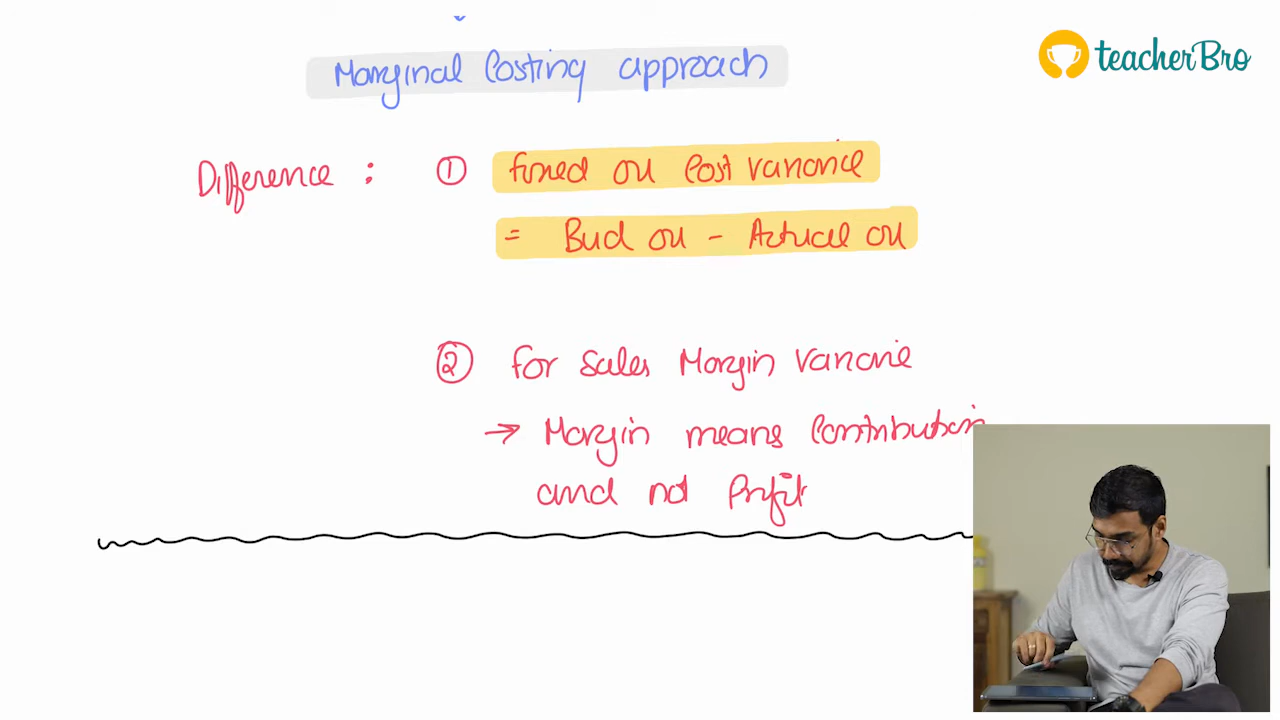 teacherBro
Marginal Costing approach
Difference : ① fixed OH Cost variance
= Bud OH - Actual OH
② for Sales Margin Variance
→ Margin means Contribution
and not Profit